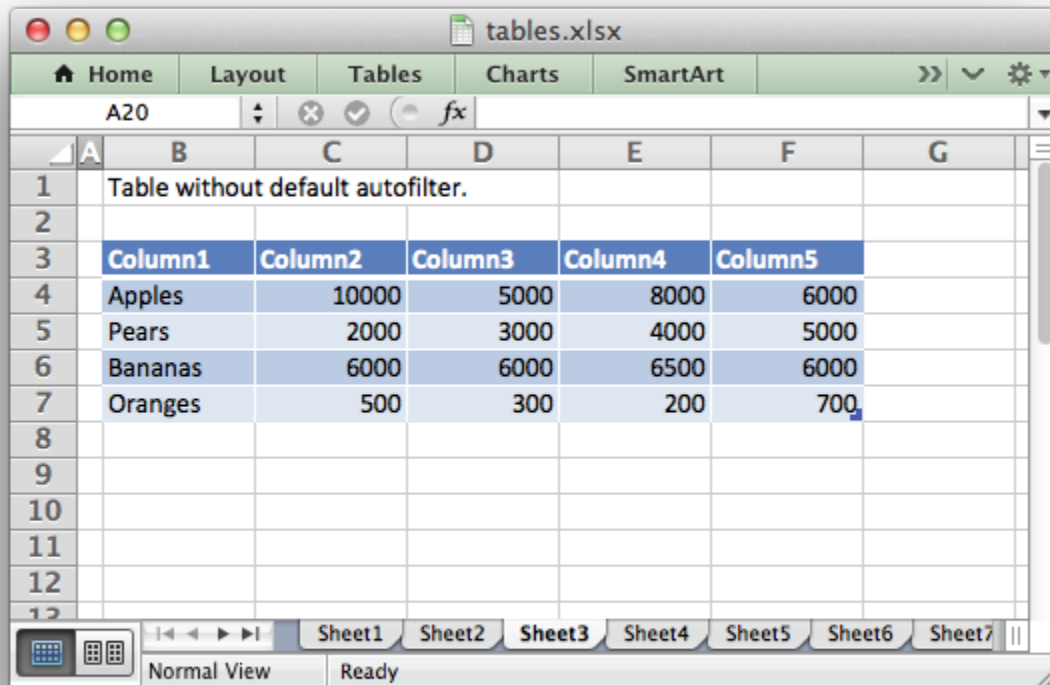 tables.xlsx
Home Layout Tables Charts SmartArt
A20 fx
A B C D E F G
1 Table without default autofilter.
2
3 Column1 Column2 Column3 Column4 Column5
4 Apples 10000 5000 8000 6000
5 Pears 2000 3000 4000 5000
6 Bananas 6000 6000 6500 6000
7 Oranges 500 300 200 700
8
9
10
11
12
13
Sheet1 Sheet2 Sheet3 Sheet4 Sheet5 Sheet6 Sheet7
Normal View Ready